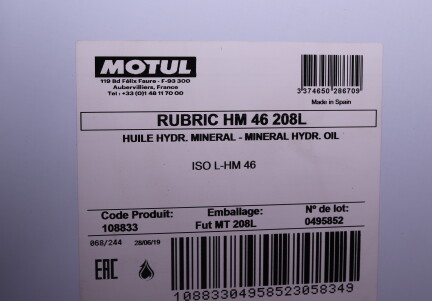 MOTUL
119 Bd Félix Faure - F-93 300
Aubervilliers, France
Tel : +33 (0)1 48 11 70 00
3 374650 286709
Made in Spain
RUBRIC HM 46 208L
HUILE HYDR. MINERAL - MINERAL HYDR. OIL
ISO L-HM 46
Code Produit: Emballage: N° de lot:
108833 Fut MT 208L 0495852
068/244 28/06/19
EAC
10883304958523058349